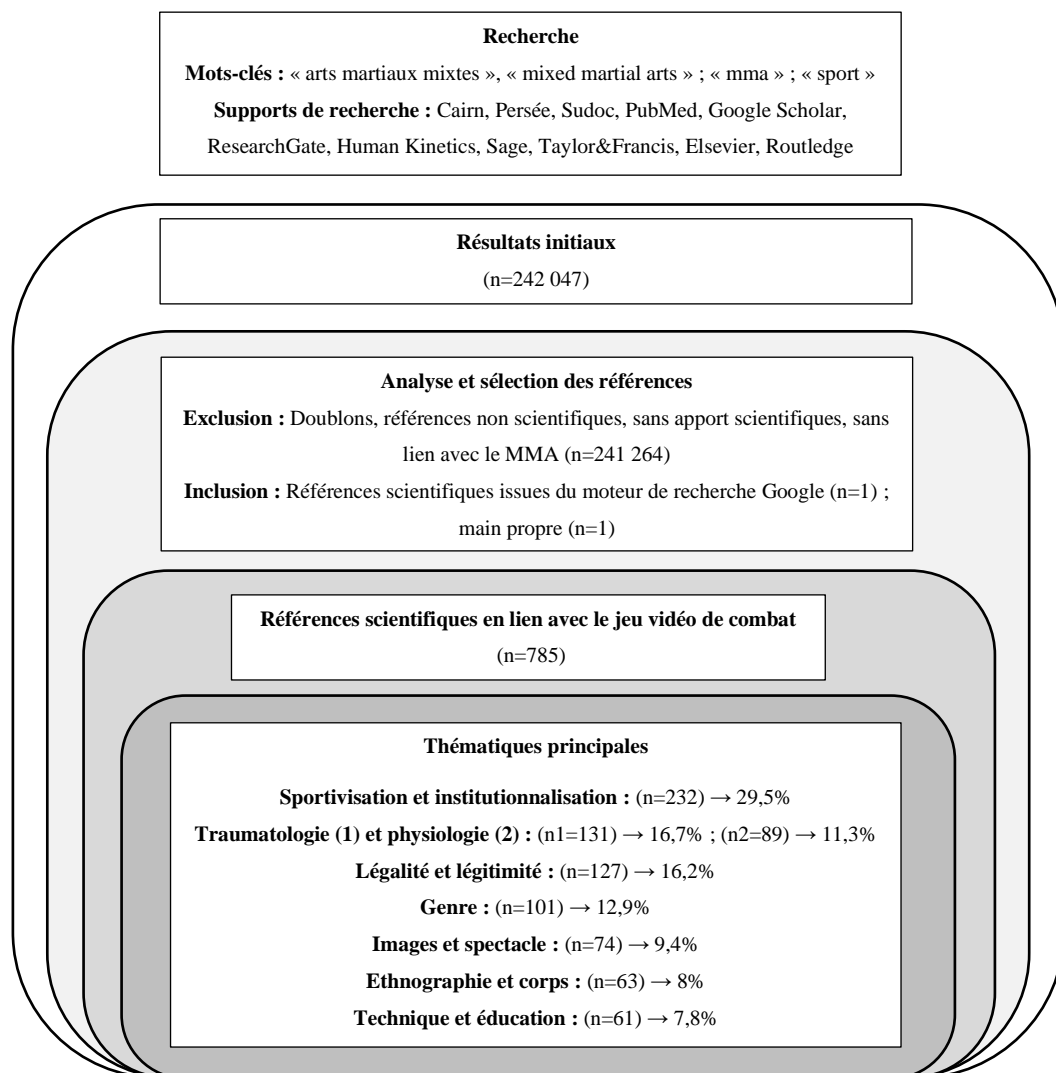 Recherche
Mots-clés : « arts martiaux mixtes », « mixed martial arts » ; « mma » ; « sport »
Supports de recherche : Cairn, Persée, Sudoc, PubMed, Google Scholar,
ResearchGate, Human Kinetics, Sage, Taylor&Francis, Elsevier, Routledge
Résultats initiaux
(n=242 047)
Analyse et sélection des références
Exclusion : Doublons, références non scientifiques, sans apport scientifiques, sans
lien avec le MMA (n=241 264)
Inclusion : Références scientifiques issues du moteur de recherche Google (n=1) ;
main propre (n=1)
Références scientifiques en lien avec le jeu vidéo de combat
(n=785)
Thématiques principales
Sportivisation et institutionnalisation : (n=232) → 29,5%
Traumatologie (1) et physiologie (2) : (n1=131) → 16,7% ; (n2=89) → 11,3%
Légalité et légitimité : (n=127) → 16,2%
Genre : (n=101) → 12,9%
Images et spectacle : (n=74) → 9,4%
Ethnographie et corps : (n=63) → 8%
Technique et éducation : (n=61) → 7,8%